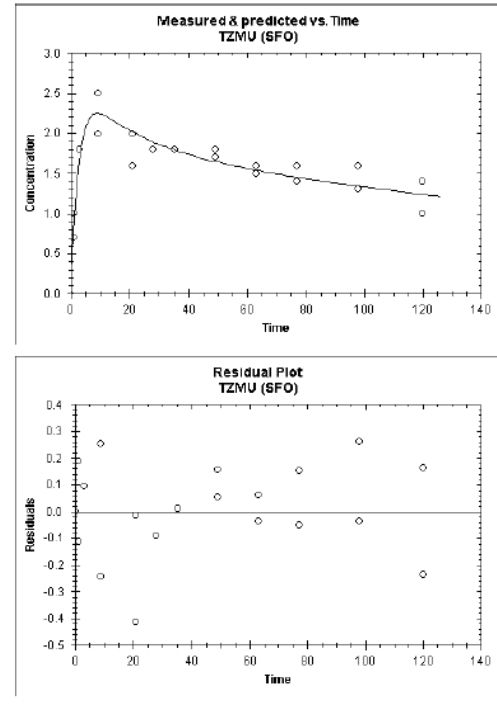 Measured & predicted vs. Time
TZMU (SFO)
3.0
2.5
2.0
1.5
1.0
0.5
0.0
Concentration
0 20 40 60 80 100 120 140
Time
Residual Plot
TZMU (SFO)
0.4
0.3
0.2
0.1
0.0
-0.1
-0.2
-0.3
-0.4
-0.5
Residuals
0 20 40 60 80 100 120 140
Time